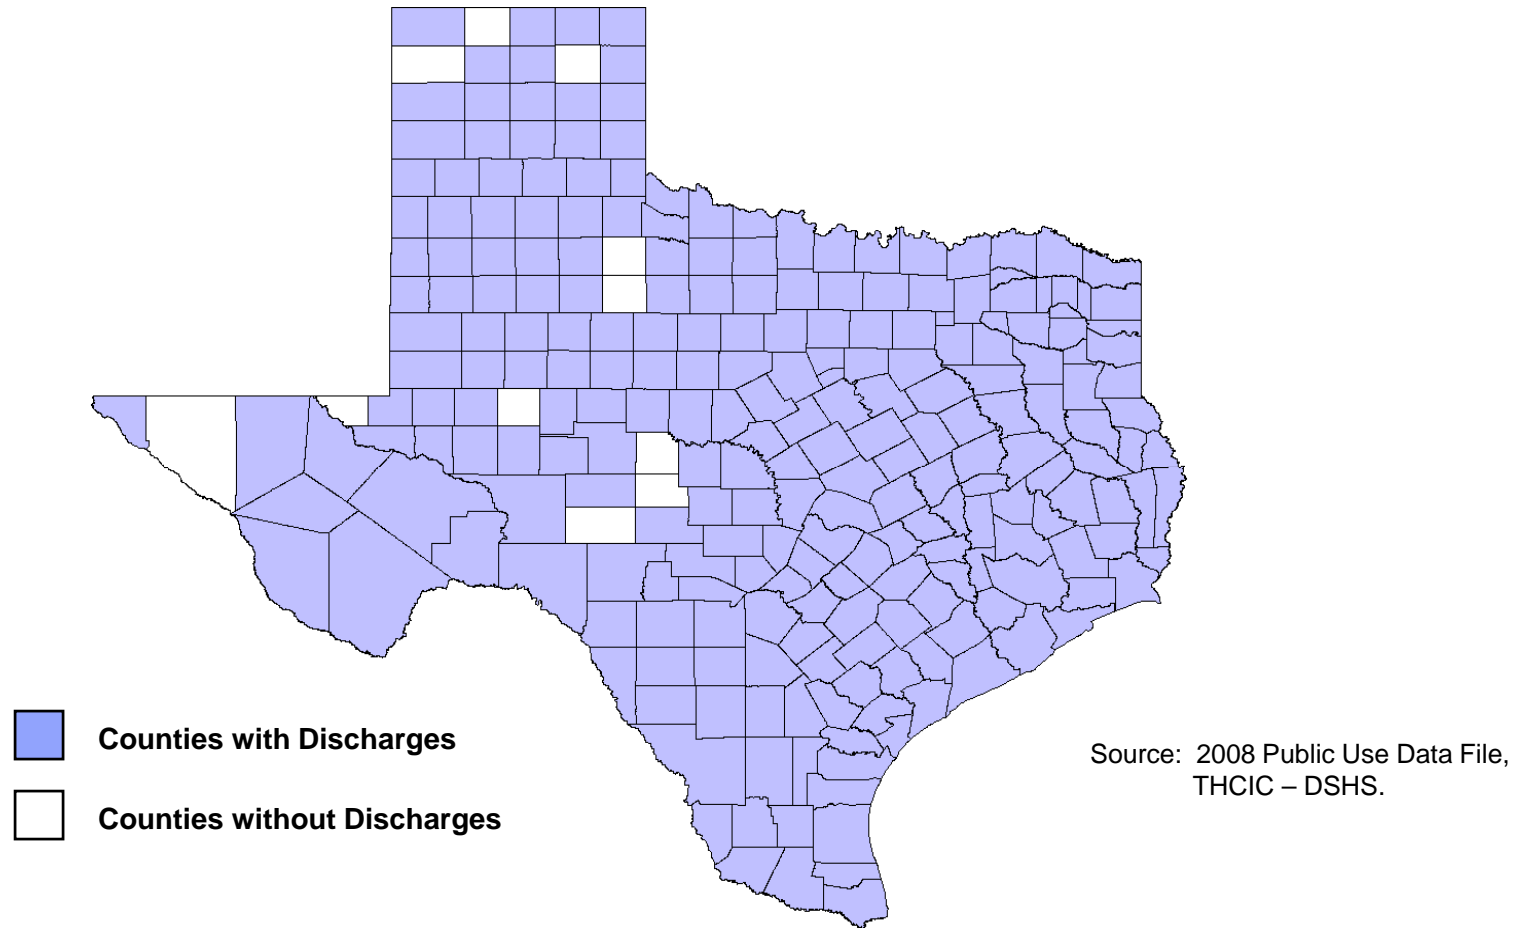 Counties with Discharges
Counties without Discharges
Source: 2008 Public Use Data File,
THCIC – DSHS.